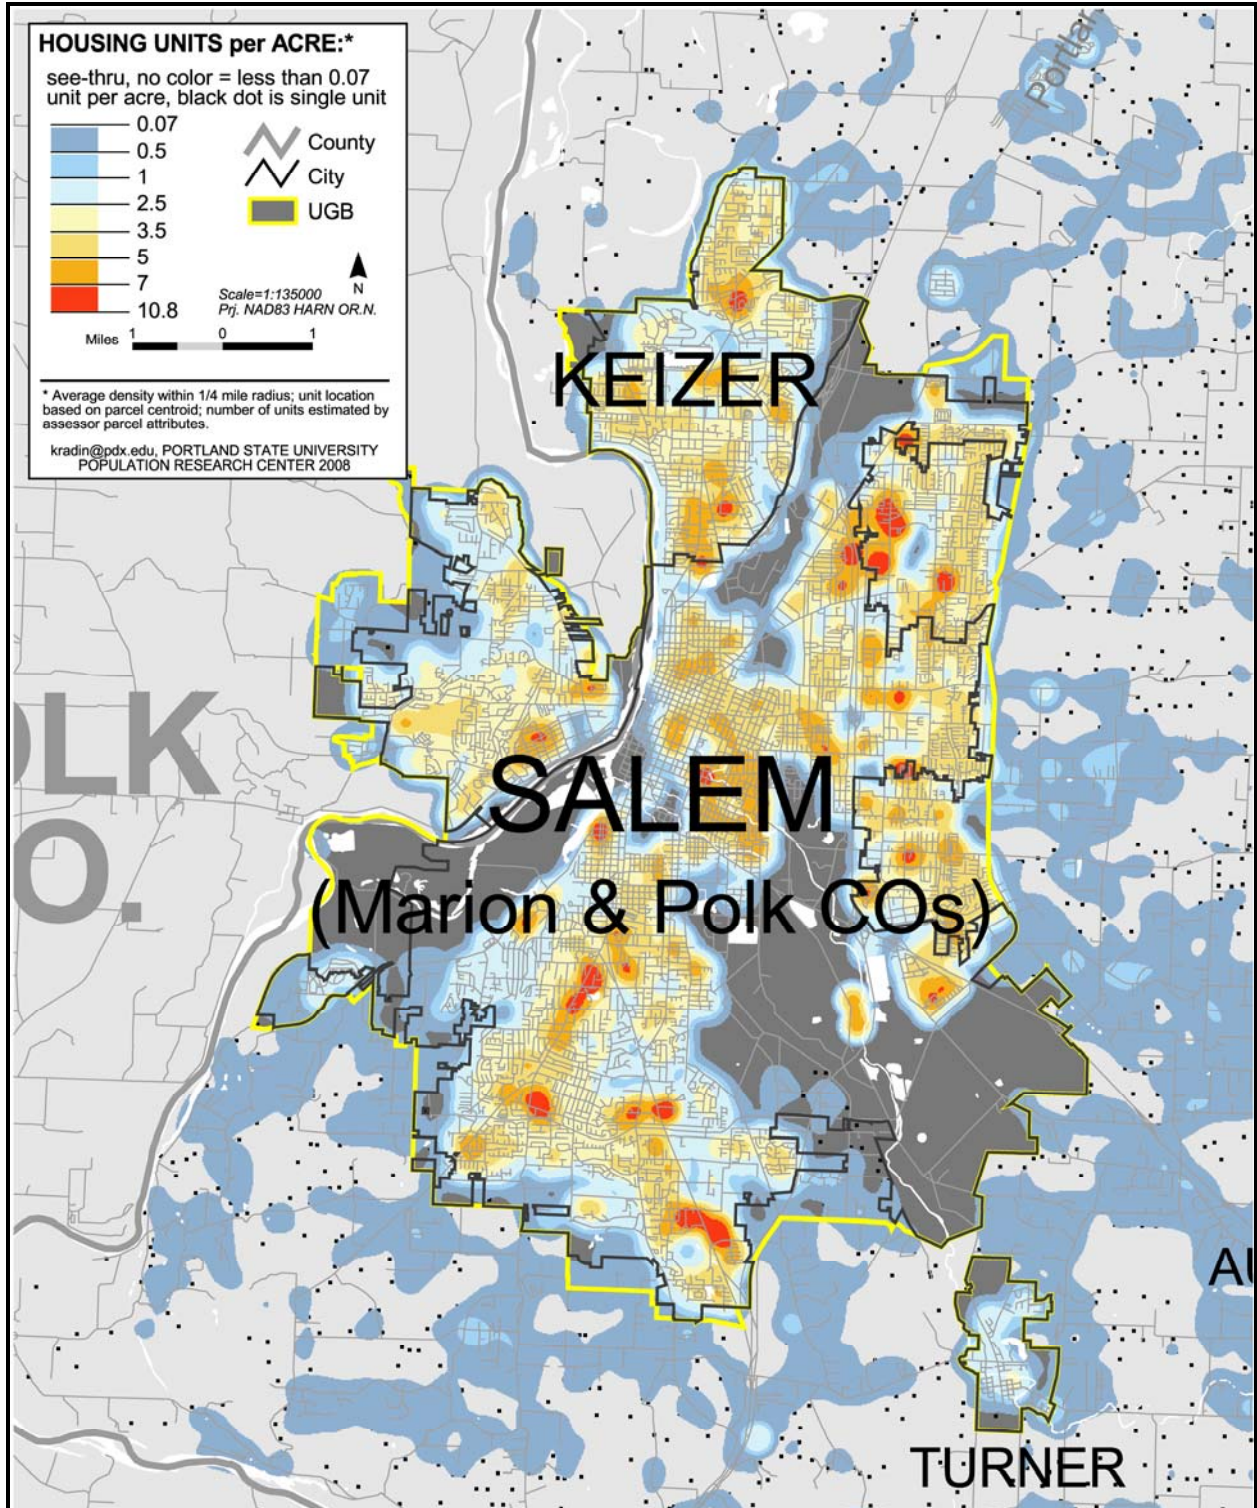 HOUSING UNITS per ACRE:*
see-thru, no color = less than 0.07
unit per acre, black dot is single unit
0.07
0.5
1
2.5
3.5
5
7
10.8
County
City
UGB
N
Scale=1:135000
Prj. NAD83 HARN OR.N.
Miles 1 0 1
* Average density within 1/4 mile radius; unit location
based on parcel centroid; number of units estimated by
assessor parcel attributes.
kradin@pdx.edu, PORTLAND STATE UNIVERSITY
POPULATION RESEARCH CENTER 2008
Portlan
KEIZER
OLK
O.
SALEM
(Marion & Polk COs)
AU
TURNER